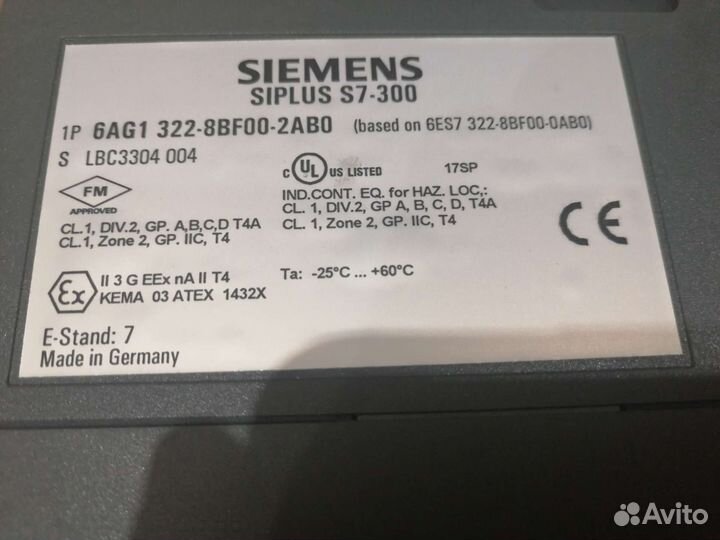 SIEMENS
SIPLUS S7-300
1P 6AG1 322-8BF00-2AB0 (based on 6ES7 322-8BF00-0AB0)
S LBC3304 004
FM
APPROVED
CL.1, DIV.2, GP. A,B,C,D T4A
CL.1, Zone 2, GP. IIC, T4
C UL US LISTED 17SP
IND.CONT. EQ. for HAZ. LOC,:
CL. 1, DIV.2, GP A, B, C, D, T4A
CL. 1, Zone 2, GP. IIC, T4
CE
Ex II 3 G EEx nA II T4
KEMA 03 ATEX 1432X
Ta: -25°C ... +60°C
E-Stand: 7
Made in Germany
Avito